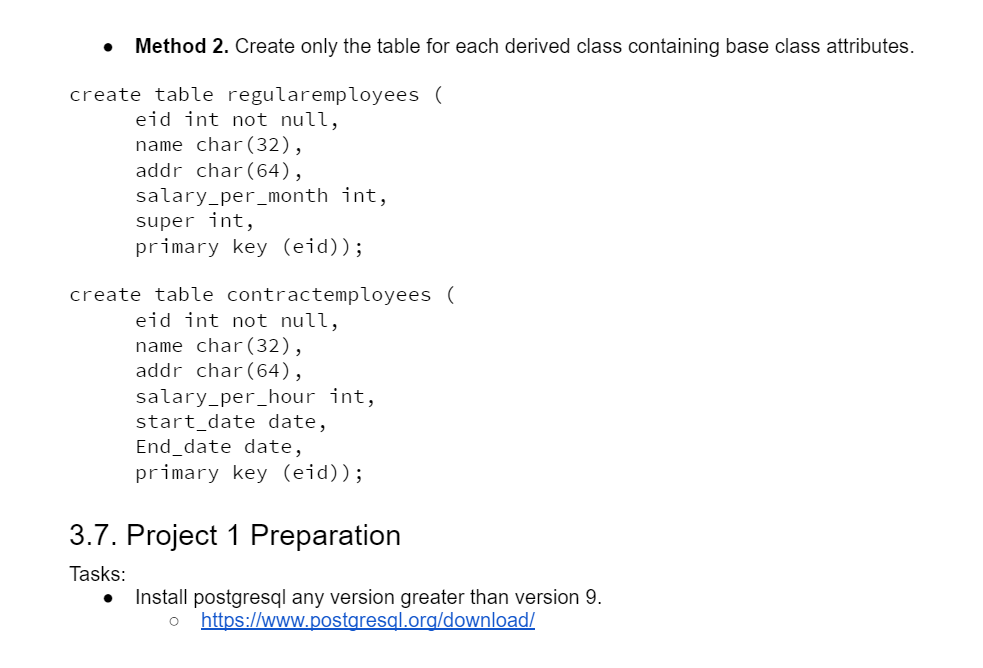 ● Method 2. Create only the table for each derived class containing base class attributes.
create table regularemployees (
eid int not null,
name char(32),
addr char(64),
salary_per_month int,
super int,
primary key (eid));
create table contractemployees (
eid int not null,
name char(32),
addr char(64),
salary_per_hour int,
start_date date,
End_date date,
primary key (eid));
3.7. Project 1 Preparation
Tasks:
● Install postgresql any version greater than version 9.
○ https://www.postgresql.org/download/